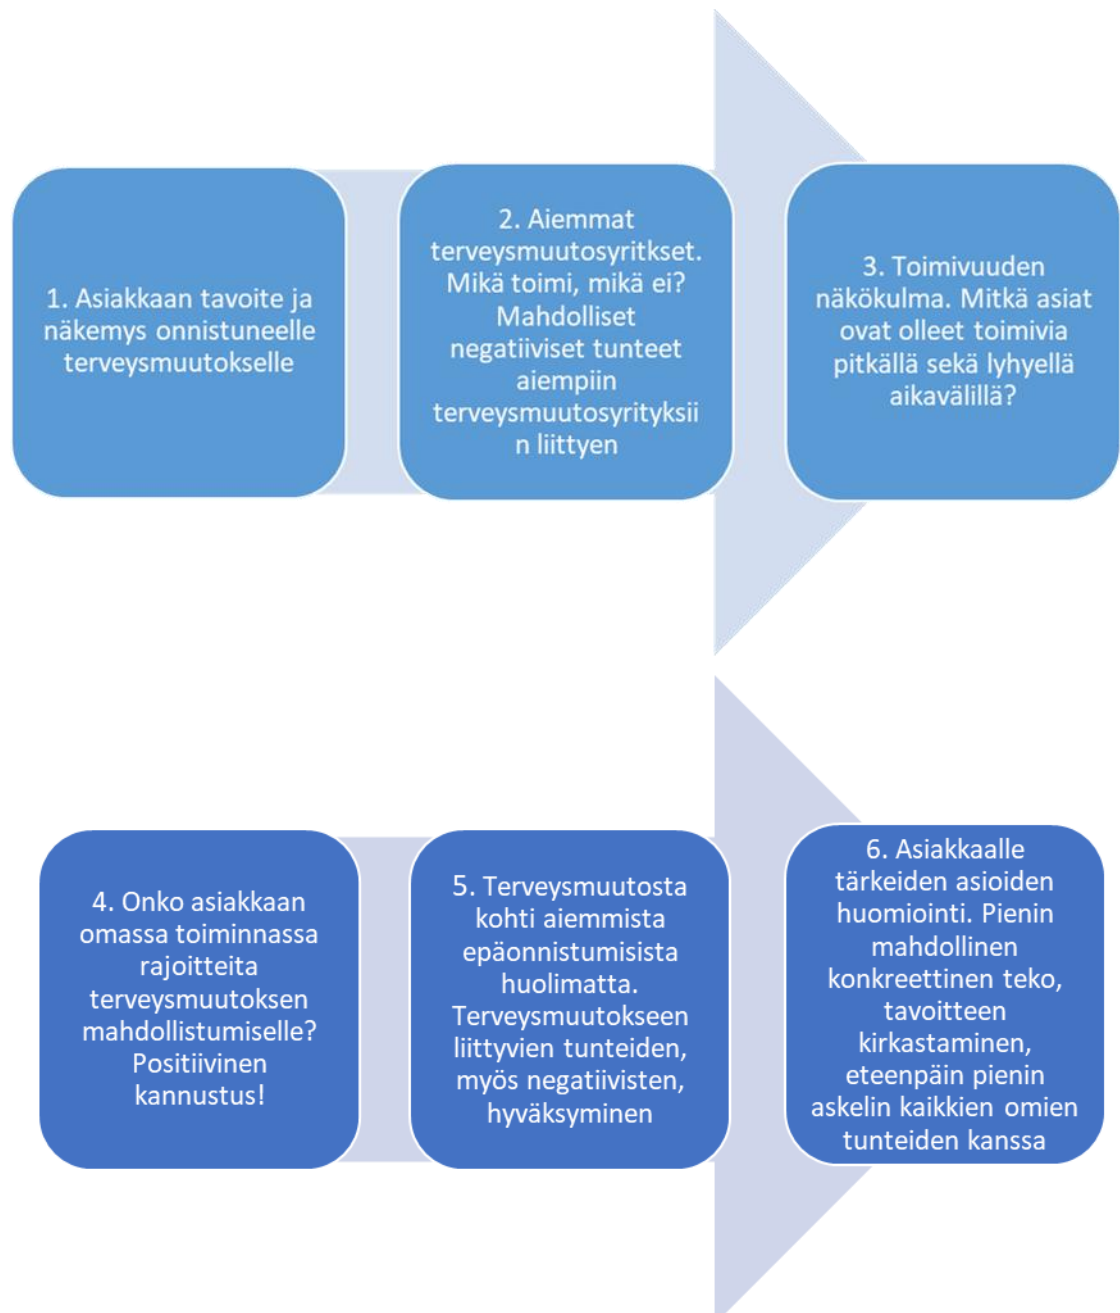 1. Asiakkaan tavoite ja
näkemys onnistuneelle
terveysmuutokselle
2. Aiemmat
terveysmuutosyritkset.
Mikä toimi, mikä ei?
Mahdolliset
negatiiviset tunteet
aiempiin
terveysmuutosyrityksii
n liittyen
3. Toimivuuden
näkökulma. Mitkä asiat
ovat olleet toimivia
pitkällä sekä lyhyellä
aikavälillä?
4. Onko asiakkaan
omassa toiminnassa
rajoitteita
terveysmuutoksen
mahdollistumiselle?
Positiivinen
kannustus!
5. Terveysmuutosta
kohti aiemmista
epäonnistumisista
huolimatta.
Terveysmuutokseen
liittyvien tunteiden,
myös negatiivisten,
hyväksyminen
6. Asiakkaalle
tärkeiden asioiden
huomiointi. Pienin
mahdollinen
konkreettinen teko,
tavoitteen
kirkastaminen,
eteenpäin pienin
askelin kaikkien omien
tunteiden kanssa